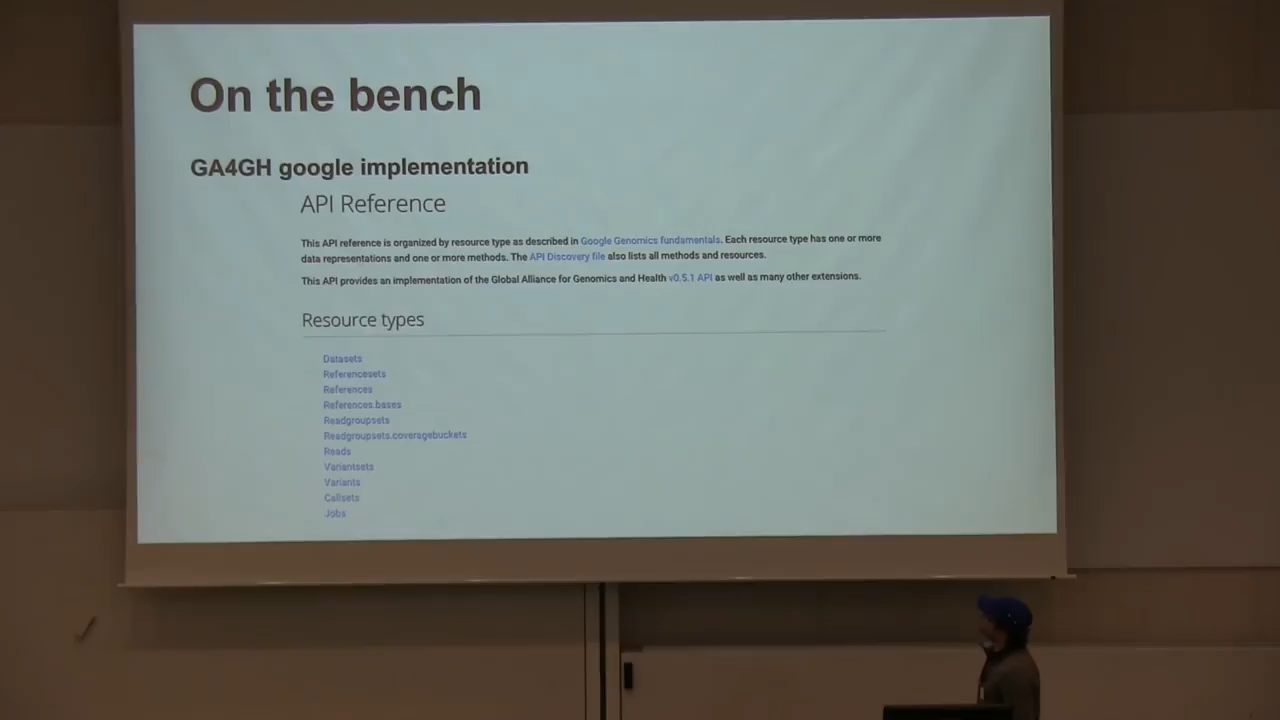 On the bench
GA4GH google implementation
API Reference
This API reference is organized by resource type as described in Google Genomics fundamentals. Each resource type has one or more
data representations and one or more methods. The API Discovery file also lists all methods and resources.
This API provides an implementation of the Global Alliance for Genomics and Health v0.5.1 API as well as many other extensions.
Resource types
Datasets
Referencesets
References
References.bases
Readgroupsets
Readgroupsets.coveragebuckets
Reads
Variantsets
Variants
Callsets
Jobs